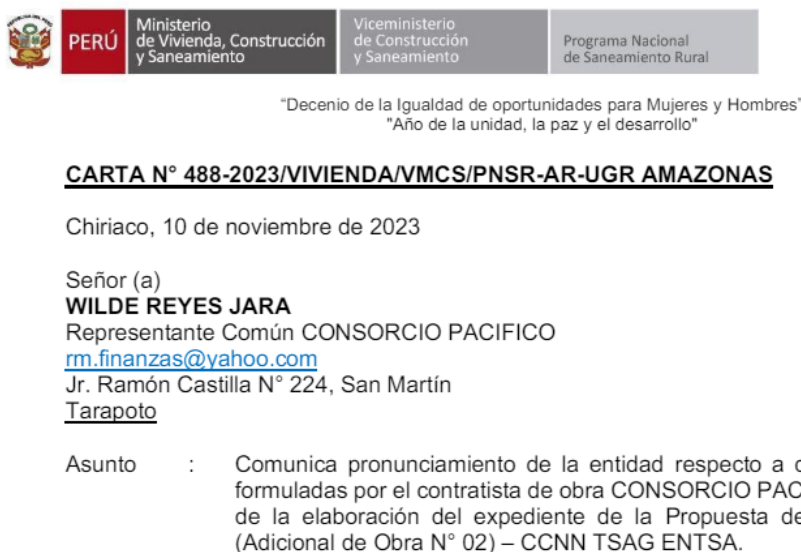 PERÚ
Ministerio
de Vivienda, Construcción
y Saneamiento
Viceministerio
de Construcción
y Saneamiento
Programa Nacional
de Saneamiento Rural
“Decenio de la Igualdad de oportunidades para Mujeres y Hombres”
"Año de la unidad, la paz y el desarrollo"
CARTA N° 488-2023/VIVIENDA/VMCS/PNSR-AR-UGR AMAZONAS
Chiriaco, 10 de noviembre de 2023
Señor (a)
WILDE REYES JARA
Representante Común CONSORCIO PACIFICO
rm.finanzas@yahoo.com
Jr. Ramón Castilla N° 224, San Martín
Tarapoto
Asunto : Comunica pronunciamiento de la entidad respecto a
formuladas por el contratista de obra CONSORCIO PAC
de la elaboración del expediente de la Propuesta de
(Adicional de Obra N° 02) – CCNN TSAG ENTSA.